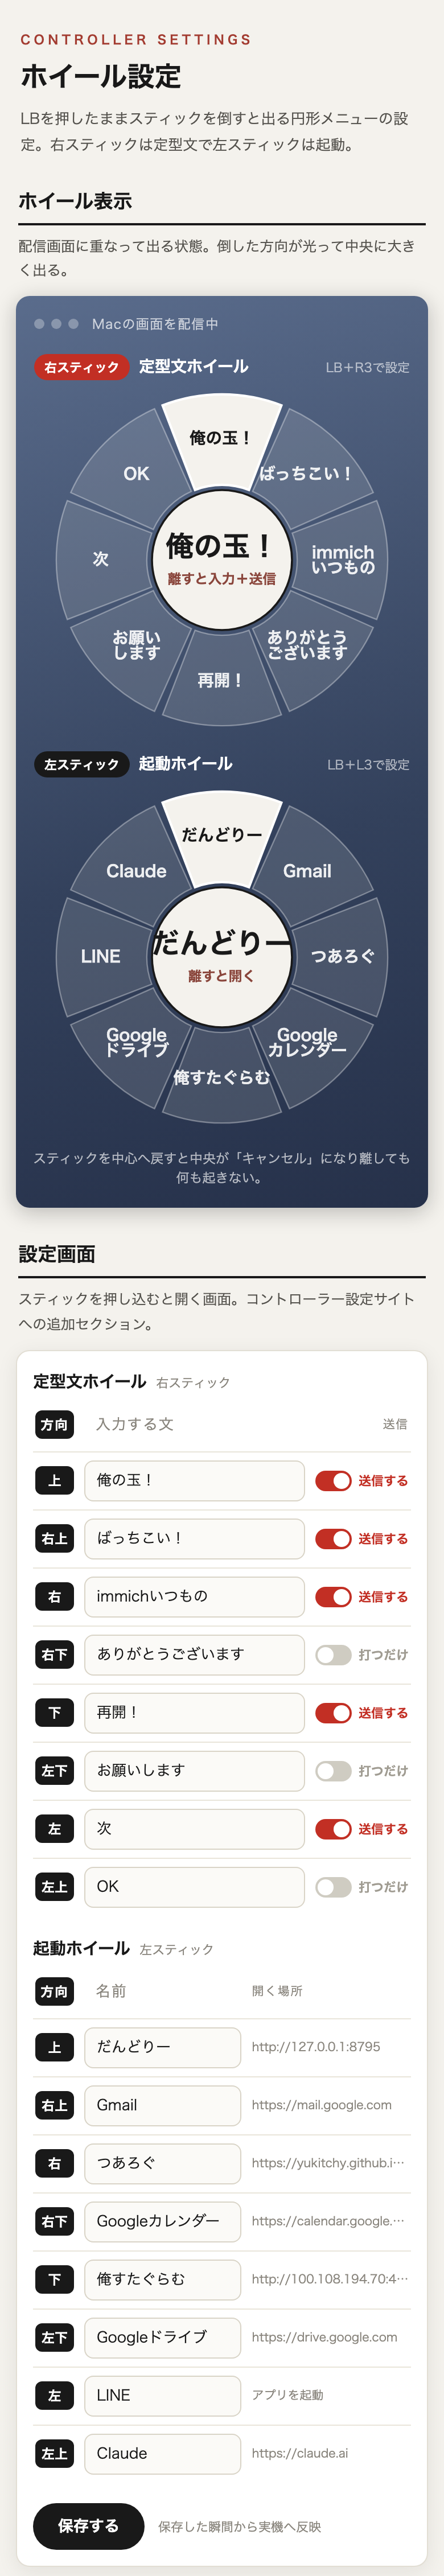 CONTROLLER SETTINGS
ホイール設定
LBを押したままスティックを倒すと出る円形メニューの設
定。右スティックは定型文で左スティックは起動。
ホイール表示
配信画面に重なって出る状態。倒した方向が光って中央に大き
く出る。
Macの画面を配信中
右スティック 定型文ホイール LB+R3で設定
俺の玉！
OK
ばっちこい！
次
俺の玉！
離すと入力+送信
immich
いつもの
お願い
します
ありがとう
ございます
再開！
左スティック 起動ホイール LB+L3で設定
だんどりー
Claude
Gmail
LINE
だんどりー
離すと開く
つあろぐ
Google
ドライブ
Google
カレンダー
俺すたぐらむ
スティックを中心へ戻すと中央が「キャンセル」になり離しても
何も起きない。
設定画面
スティックを押し込むと開く画面。コントローラー設定サイト
への追加セクション。
定型文ホイール 右スティック
方向 入力する文 送信
上 俺の玉！ 送信する
右上 ばっちこい！ 送信する
右 immichいつもの 送信する
右下 ありがとうございます 打つだけ
下 再開！ 送信する
左下 お願いします 打つだけ
左 次 送信する
左上 OK 打つだけ
起動ホイール 左スティック
方向 名前 開く場所
上 だんどりー http://127.0.0.1:8795
右上 Gmail https://mail.google.com
右 つあろぐ https://yukitchy.github.i…
右下 Googleカレンダー https://calendar.google.…
下 俺すたぐらむ http://100.108.194.70:4…
左下 Googleドライブ https://drive.google.com
左 LINE アプリを起動
左上 Claude https://claude.ai
保存する 保存した瞬間から実機へ反映